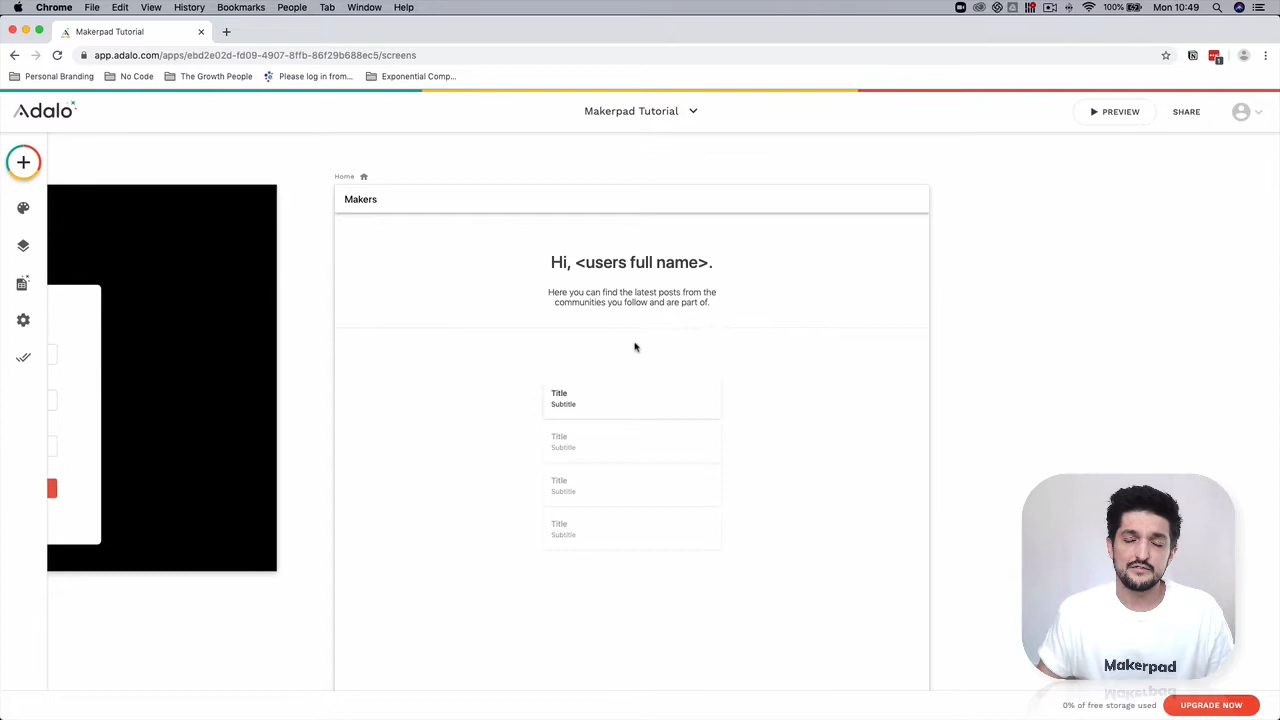 Chrome File Edit View History Bookmarks People Tab Window Help 100% Mon 10:49
Makerpad Tutorial
app.adalo.com/apps/ebd2e02d-fd09-4907-8ffb-86f29b688ec5/screens
1
Personal Branding No Code The Growth People Please log in from... Exponential Comp...
Adalo Makerpad Tutorial PREVIEW SHARE
Home
Makers
Hi, <users full name>.
Here you can find the latest posts from the
communities you follow and are part of.
Title
Subtitle
Title
Subtitle
Title
Subtitle
Title
Subtitle
Makerpad
0% of free storage used UPGRADE NOW